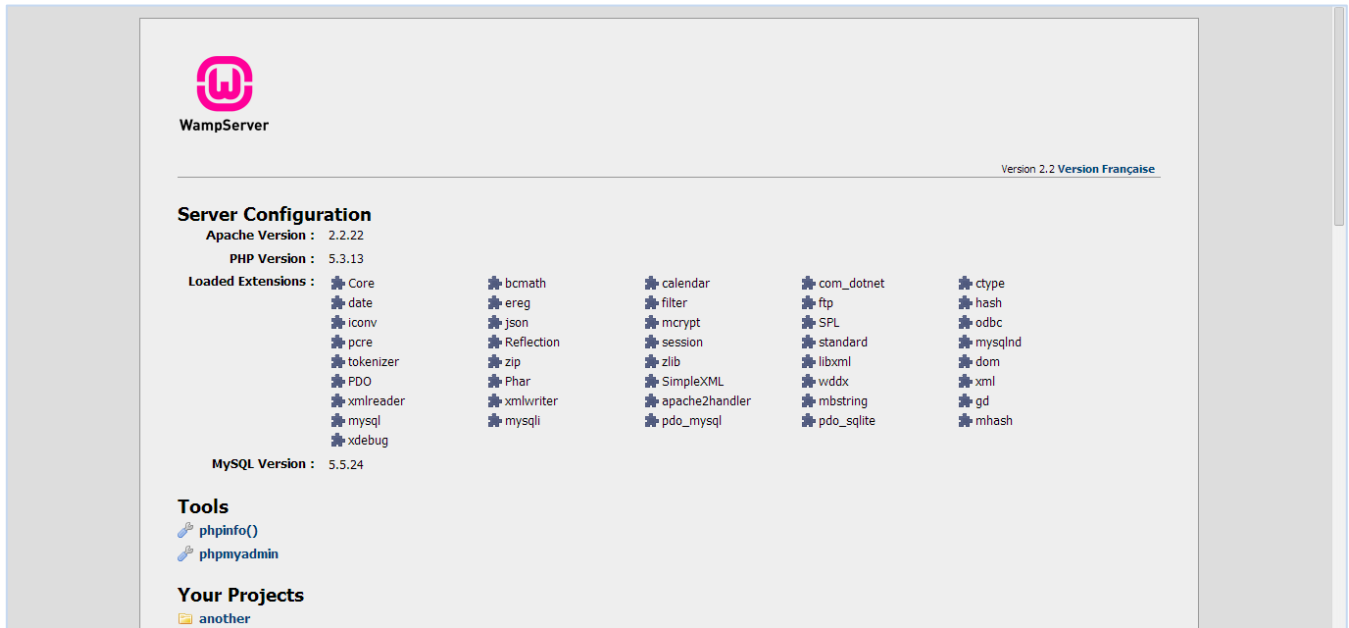 WampServer
Version 2.2 Version Française
Server Configuration
Apache Version : 2.2.22
PHP Version : 5.3.13
Loaded Extensions : Core bcmath calendar com_dotnet ctype
date ereg filter ftp hash
iconv json mcrypt SPL odbc
pcre Reflection session standard mysqlnd
tokenizer zip zlib libxml dom
PDO Phar SimpleXML wddx xml
xmlreader xmlwriter apache2handler mbstring gd
mysql mysqli pdo_mysql pdo_sqlite mhash
xdebug
MySQL Version : 5.5.24
Tools
phpinfo()
phpmyadmin
Your Projects
another